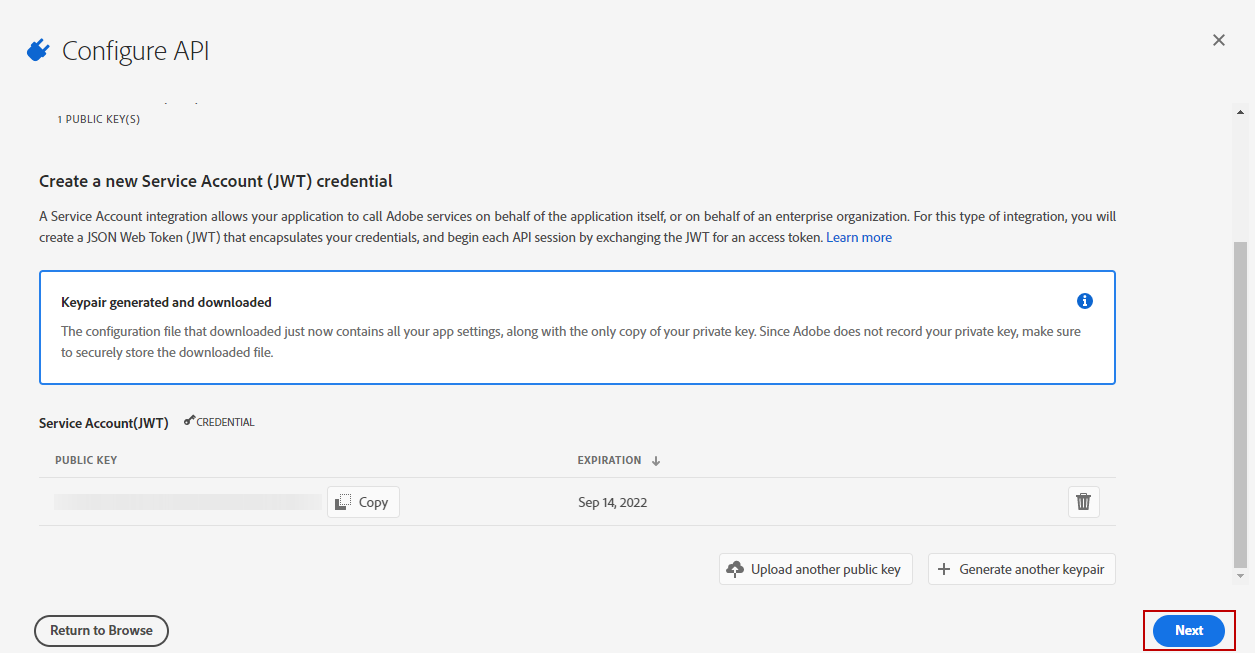 Configure API
1 PUBLIC KEY(S)
Create a new Service Account (JWT) credential
A Service Account integration allows your application to call Adobe services on behalf of the application itself, or on behalf of an enterprise organization. For this type of integration, you will
create a JSON Web Token (JWT) that encapsulates your credentials, and begin each API session by exchanging the JWT for an access token. Learn more
Keypair generated and downloaded
The configuration file that downloaded just now contains all your app settings, along with the only copy of your private key. Since Adobe does not record your private key, make sure
to securely store the downloaded file.
Service Account(JWT) CREDENTIAL
PUBLIC KEY EXPIRATION
Copy Sep 14, 2022
Upload another public key Generate another keypair
Return to Browse Next